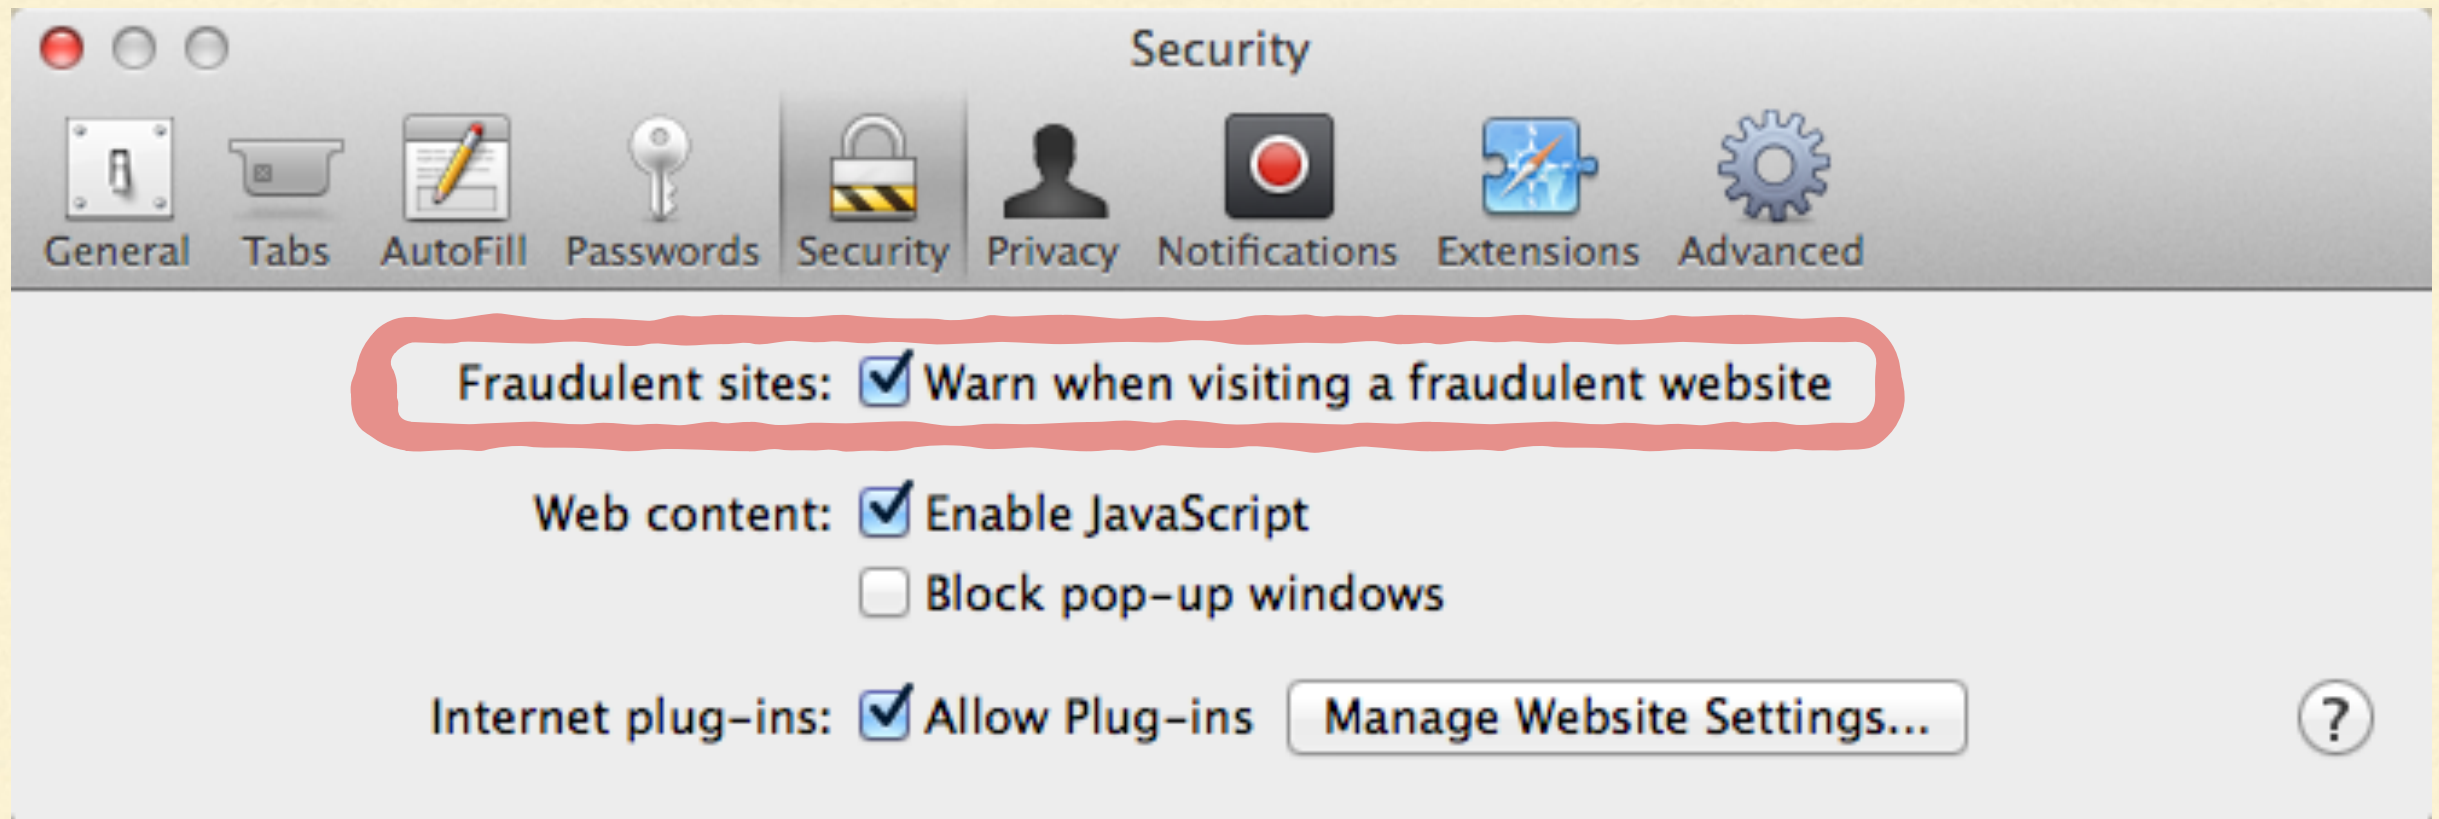 Security
General Tabs AutoFill Passwords Security Privacy Notifications Extensions Advanced
Fraudulent sites: Warn when visiting a fraudulent website
Web content: Enable JavaScript
Block pop-up windows
Internet plug-ins: Allow Plug-ins Manage Website Settings... ?